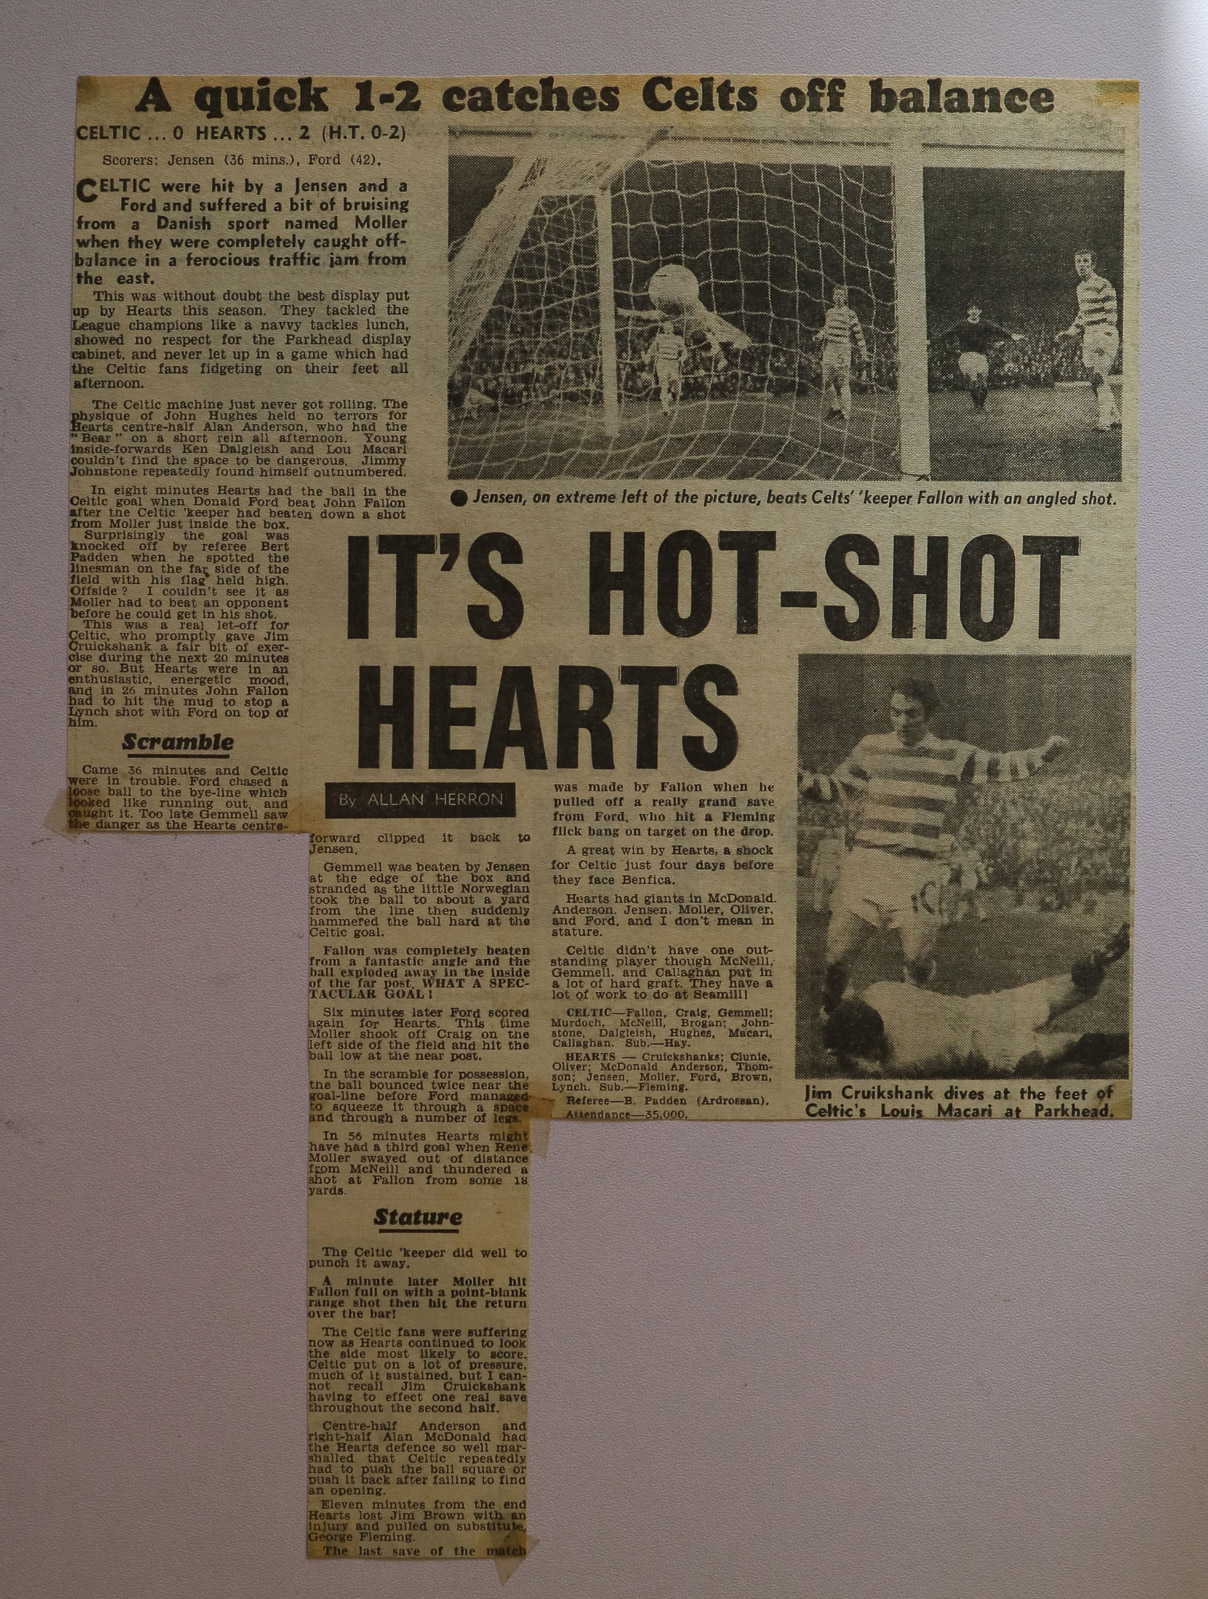 A quick 1-2 catches Celts off balance
CELTIC ... 0 HEARTS ... 2 (H.T. 0-2)
Scorers: Jensen (36 mins.), Ford (42).
CELTIC were hit by a Jensen and a
Ford and suffered a bit of bruising
from a Danish sport named Moller
when they were completely caught off-
balance in a ferocious traffic jam from
the east.
This was without doubt the best display put
up by Hearts this season. They tackled the
League champions like a navvy tackles lunch,
showed no respect for the Parkhead display
cabinet, and never let up in a game which had
the Celtic fans fidgeting on their feet all
afternoon.
The Celtic machine just never got rolling. The
physique of John Hughes held no terrors for
Hearts centre-half Alan Anderson, who had the
"Bear" on a short rein all afternoon. Young
inside-forwards Ken Dalgleish and Lou Macari
couldn't find the space to be dangerous. Jimmy
Johnstone repeatedly found himself outnumbered.
In eight minutes Hearts had the ball in the
Celtic goal when Donald Ford beat John Fallon
after the Celtic 'keeper had beaten down a shot
from Moller just inside the box.
Surprisingly the goal was
knocked off by referee Bert
Padden when he spotted the
linesman on the far side of the
field with his flag held high.
Offside? I couldn't see it as
Moller had to beat an opponent
before he could get in his shot.
This was a real let-off for
Celtic, who promptly gave Jim
Cruickshank a fair bit of exer-
cise during the next 20 minutes
or so. But Hearts were in an
enthusiastic, energetic mood,
and in 26 minutes John Fallon
had to hit the mud to stop a
Lynch shot with Ford on top of
him.
Scramble
Came 36 minutes and Celtic
were in trouble. Ford chased a
loose ball to the bye-line which
looked like running out, and
caught it. Too late Gemmell saw
the danger as the Hearts centre-
● Jensen, on extreme left of the picture, beats Celts' 'keeper Fallon with an angled shot.
IT'S HOT-SHOT
HEARTS
By ALLAN HERRON
forward clipped it back to
Jensen.
Gemmell was beaten by Jensen
at the edge of the box and
stranded as the little Norwegian
took the ball to about a yard
from the line then suddenly
hammered the ball hard at the
Celtic goal.
Fallon was completely beaten
from a fantastic angle and the
ball exploded away in the inside
of the far post. WHAT A SPEC-
TACULAR GOAL!
Six minutes later Ford scored
again for Hearts. This time
Moller shook off Craig on the
left side of the field and hit the
ball low at the near post.
In the scramble for possession,
the ball bounced twice near the
goal-line before Ford managed
to squeeze it through a space
and through a number of legs.
In 56 minutes Hearts might
have had a third goal when Rene
Moller swayed out of distance
from McNeill and thundered a
shot at Fallon from some 18
yards.
Stature
The Celtic 'keeper did well to
punch it away.
A minute later Moller hit
Fallon full on with a point-blank
range shot then hit the return
over the bar!
The Celtic fans were suffering
now as Hearts continued to look
the side most likely to score.
Celtic put on a lot of pressure,
much of it sustained, but I can-
not recall Jim Cruickshank
having to effect one real save
throughout the second half.
Centre-half Anderson and
right-half Alan McDonald had
the Hearts defence so well mar-
shalled that Celtic repeatedly
had to push the ball square or
push it back after failing to find
an opening.
Eleven minutes from the end
Hearts lost Jim Brown with an
injury and pulled on substitute,
George Fleming.
The last save of the match
was made by Fallon when he
pulled off a really grand save
from Ford, who hit a Fleming
flick bang on target on the drop.
A great win by Hearts, a shock
for Celtic just four days before
they face Benfica.
Hearts had giants in McDonald.
Anderson. Jensen, Moller, Oliver,
and Ford, and I don't mean in
stature.
Celtic didn't have one out-
standing player though McNeill,
Gemmell, and Callaghan put in
a lot of hard graft. They have a
lot of work to do at Seamill!
CELTIC—Fallon, Craig, Gemmell;
Murdoch, McNeill, Brogan; John-
stone, Dalgleish, Hughes, Macari,
Callaghan. Sub.—Hay.
HEARTS — Cruickshanks; Clunie,
Oliver; McDonald Anderson, Thom-
son; Jensen, Moller, Ford, Brown,
Lynch. Sub.—Fleming.
Referee—B. Padden (Ardrossan).
Attendance—35,000.
Jim Cruikshank dives at the feet of
Celtic's Louis Macari at Parkhead.